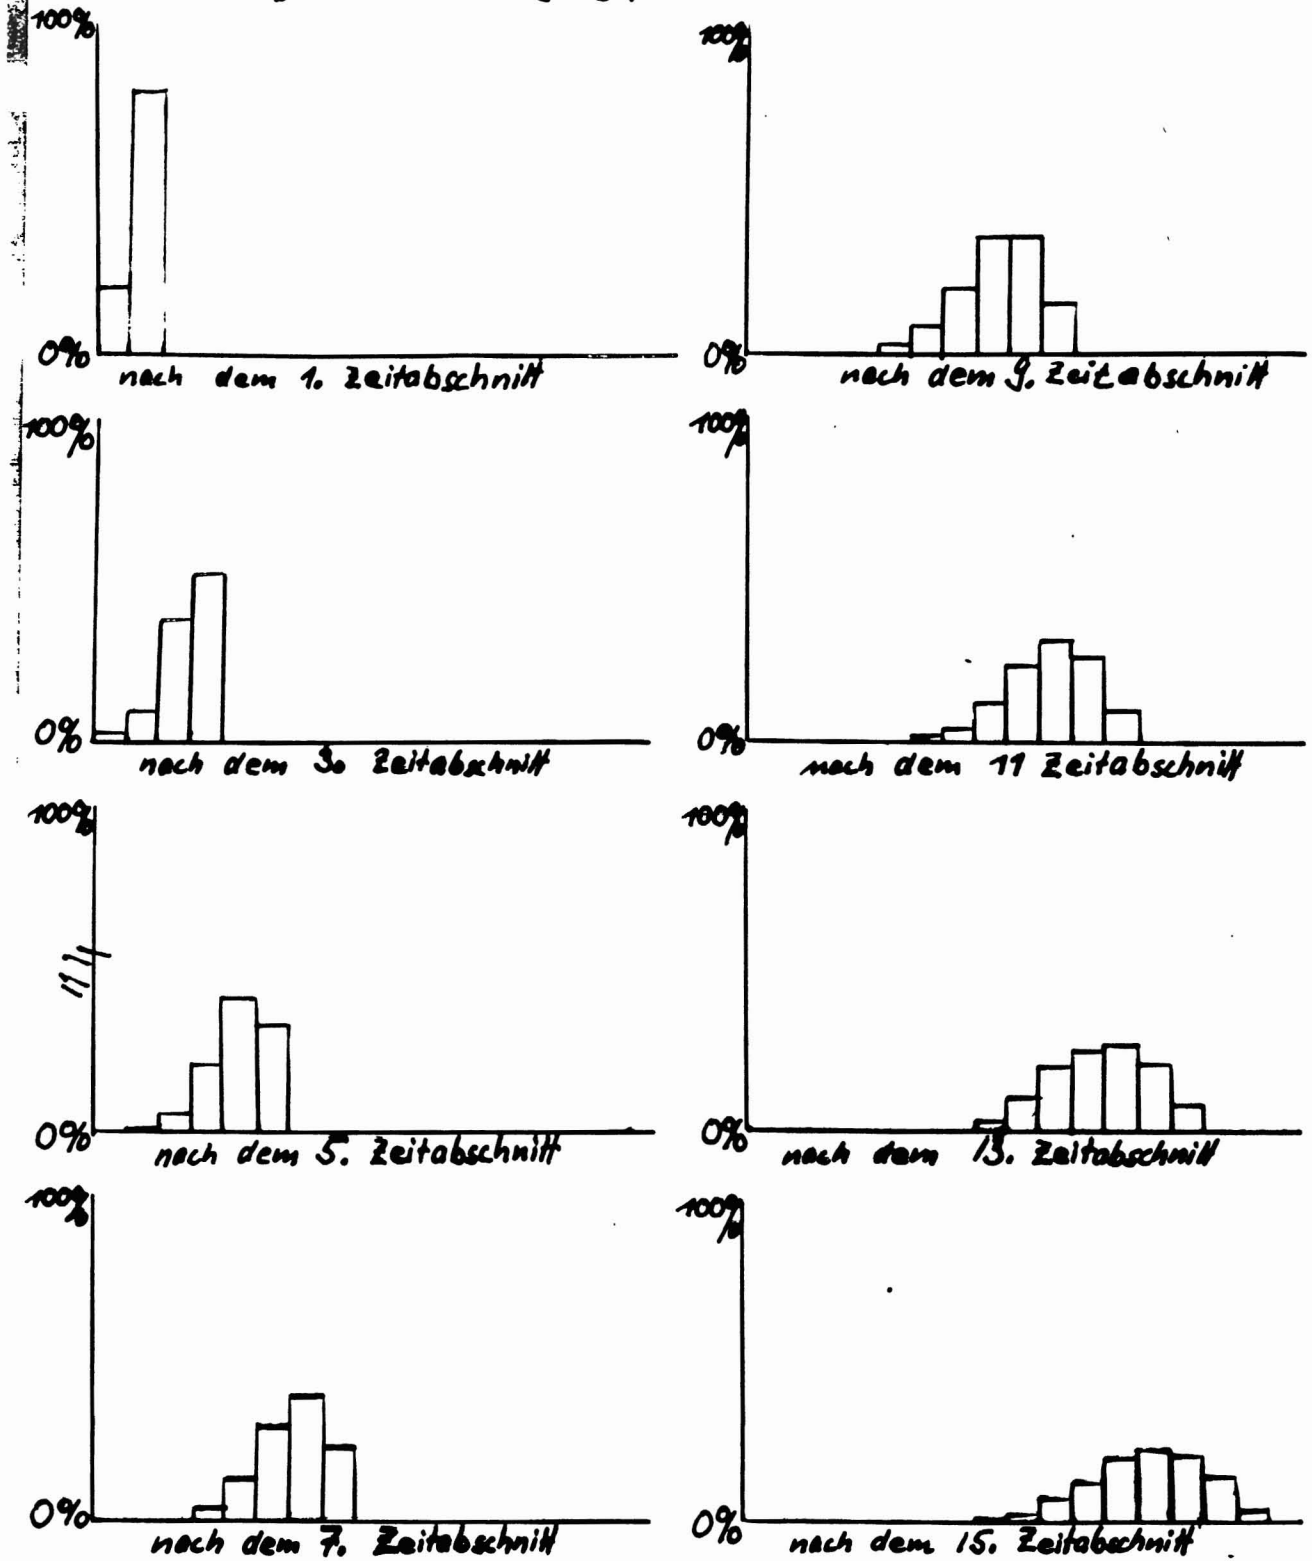 100%
0%
nach dem 1. Zeitabschnitt
100%
0%
nach dem 3. Zeitabschnitt
100%
0%
nach dem 5. Zeitabschnitt
100%
0%
nach dem 7. Zeitabschnitt
100%
0%
nach dem 9. Zeitabschnitt
100%
0%
nach dem 11 Zeitabschnitt
100%
0%
nach dem 13. Zeitabschnitt
100%
0%
nach dem 15. Zeitabschnitt